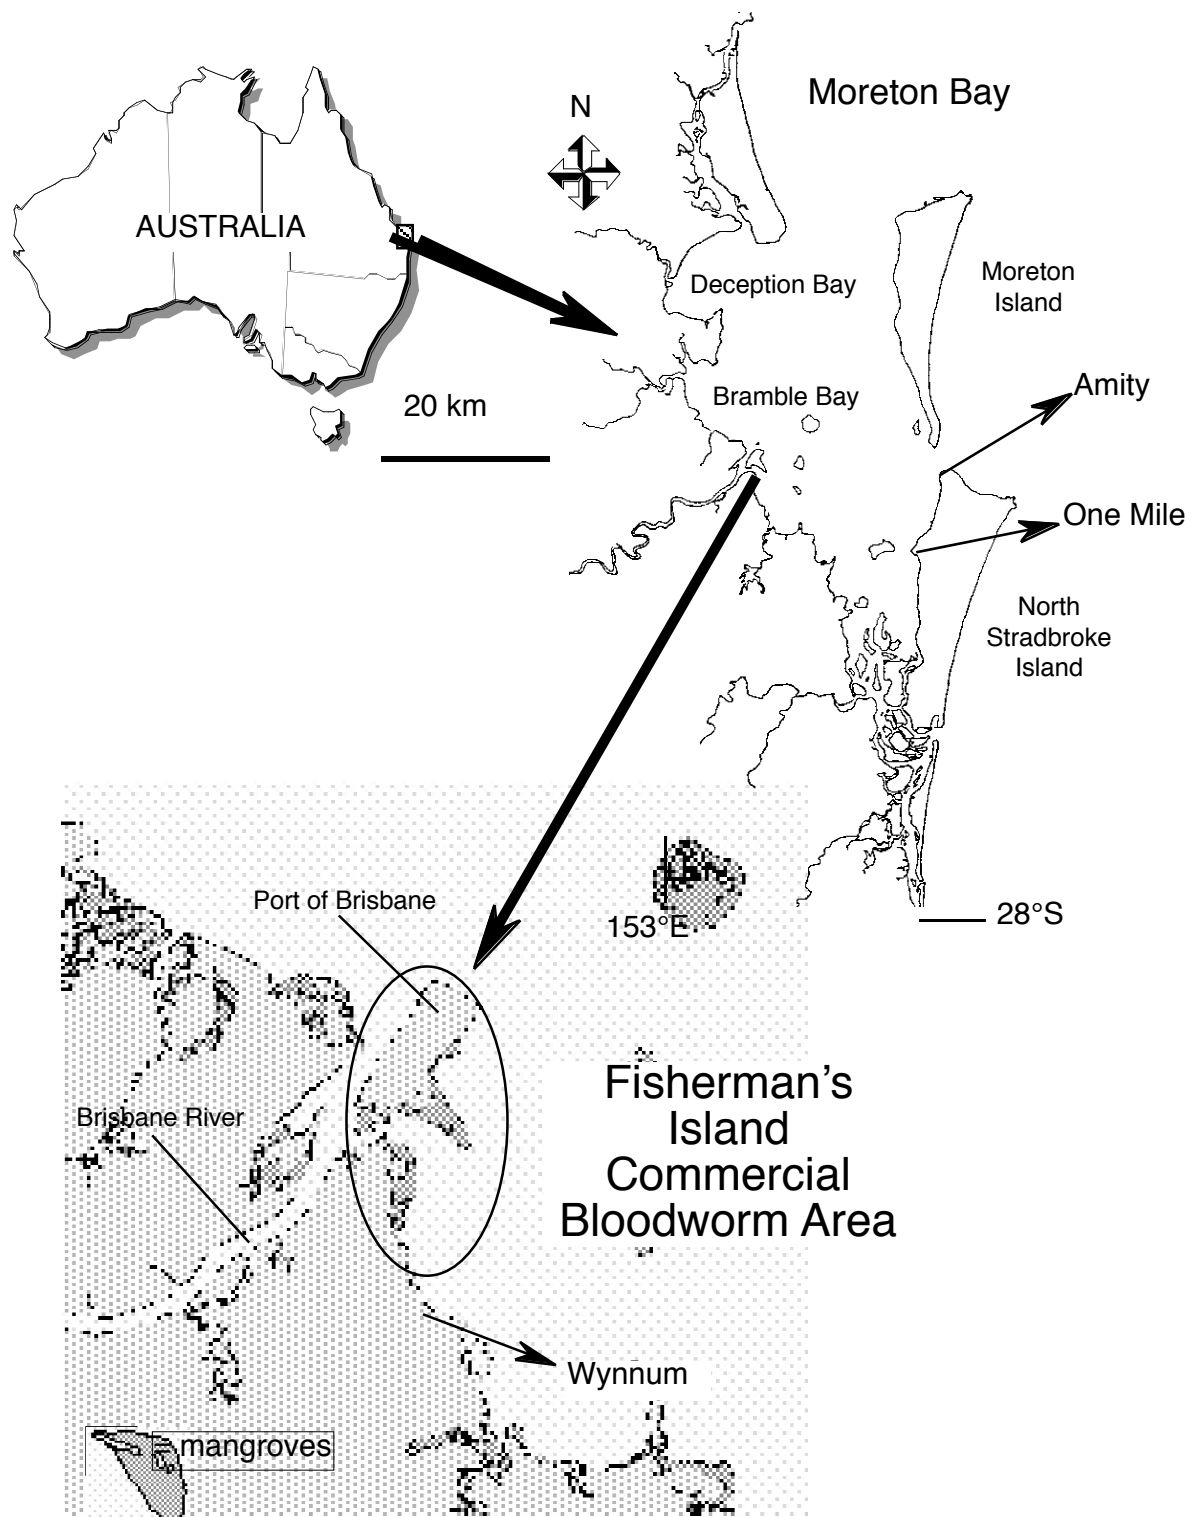 Moreton Bay
N
AUSTRALIA
Deception Bay
Moreton
Island
20 km
Bramble Bay
Amity
One Mile
North
Stradbroke
Island
Port of Brisbane
153°E
28°S
Fisherman’s
Island
Commercial
Bloodworm Area
Brisbane River
Wynnum
= mangroves